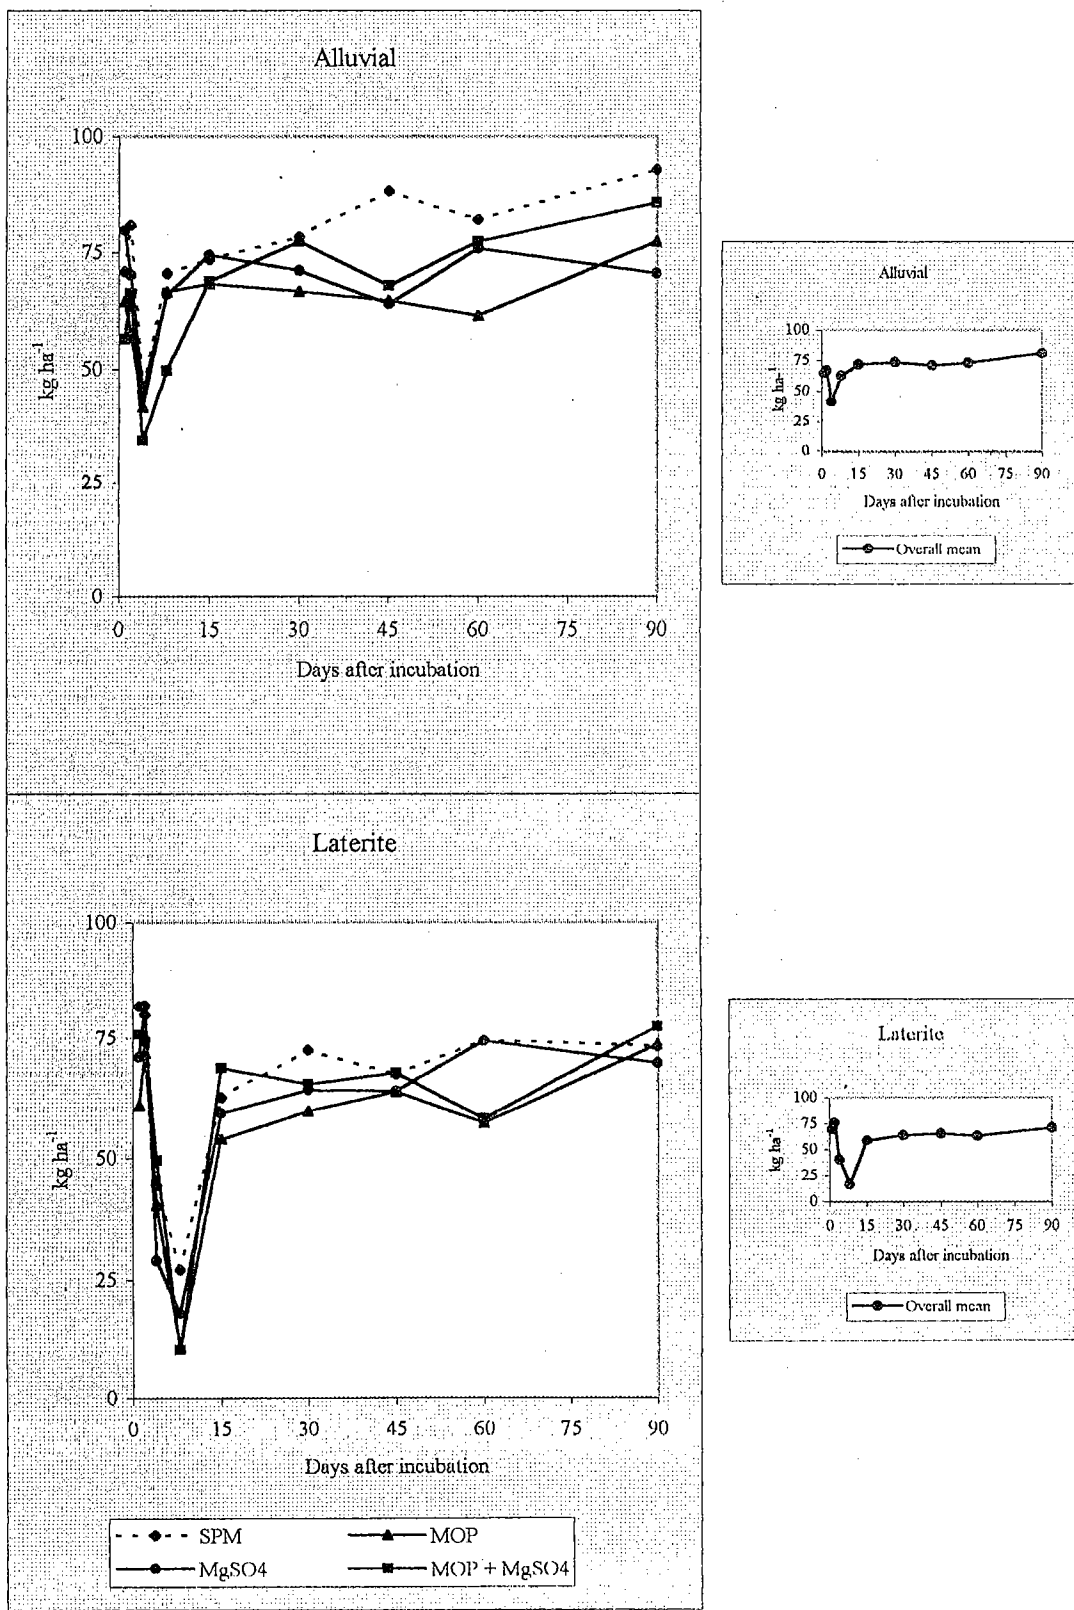 Alluvial
100
75
50
25
0
kg ha-1
0 15 30 45 60 75 90
Days after incubation
Alluvial
100
75
50
25
0
kg ha-1
0 15 30 45 60 75 90
Days after incubation
Overall mean
Laterite
100
75
50
25
0
kg ha-1
0 15 30 45 60 75 90
Days after incubation
SPM MOP
MgSO4 MOP + MgSO4
Laterite
100
75
50
25
0
kg ha-1
0 15 30 45 60 75 90
Days after incubation
Overall mean